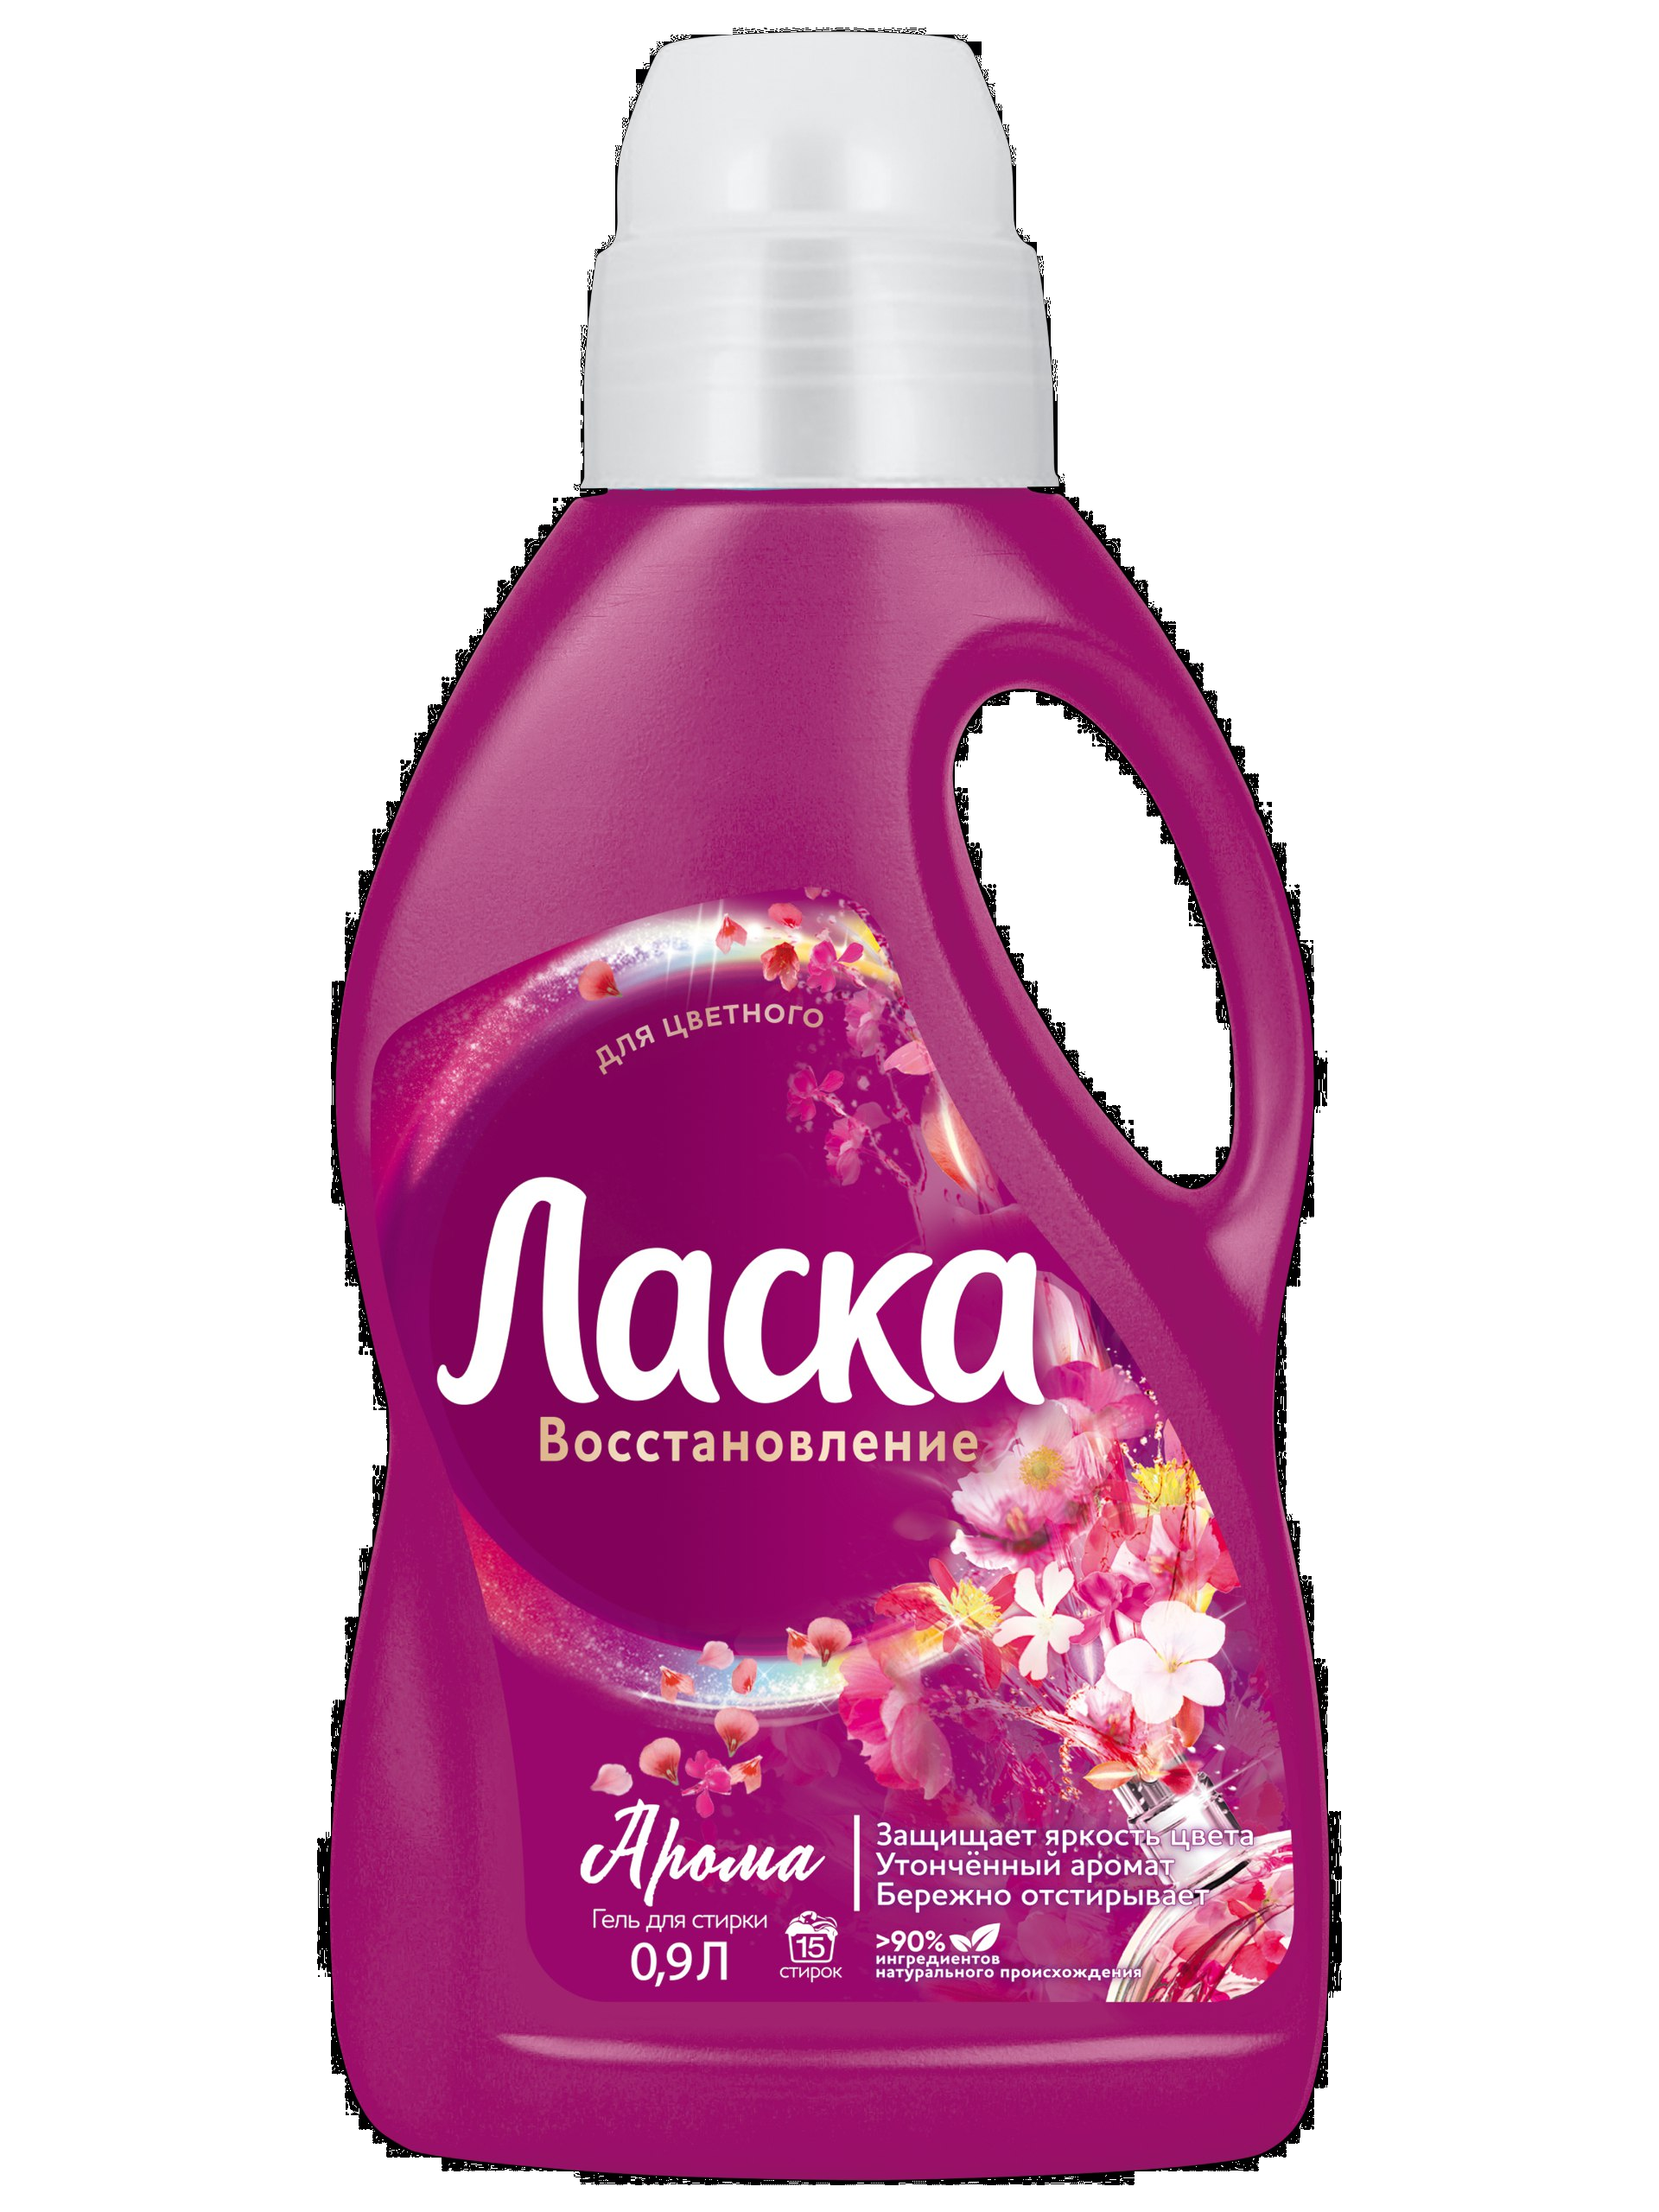 ДЛЯ ЦВЕТНОГО
Ласка
Восстановление
Арома
Гель для стирки
0,9Л
15
стирок
Защищает яркость цвета
Утончённый аромат
Бережно отстирывает
>90%
ингредиентов
натурального происхождения